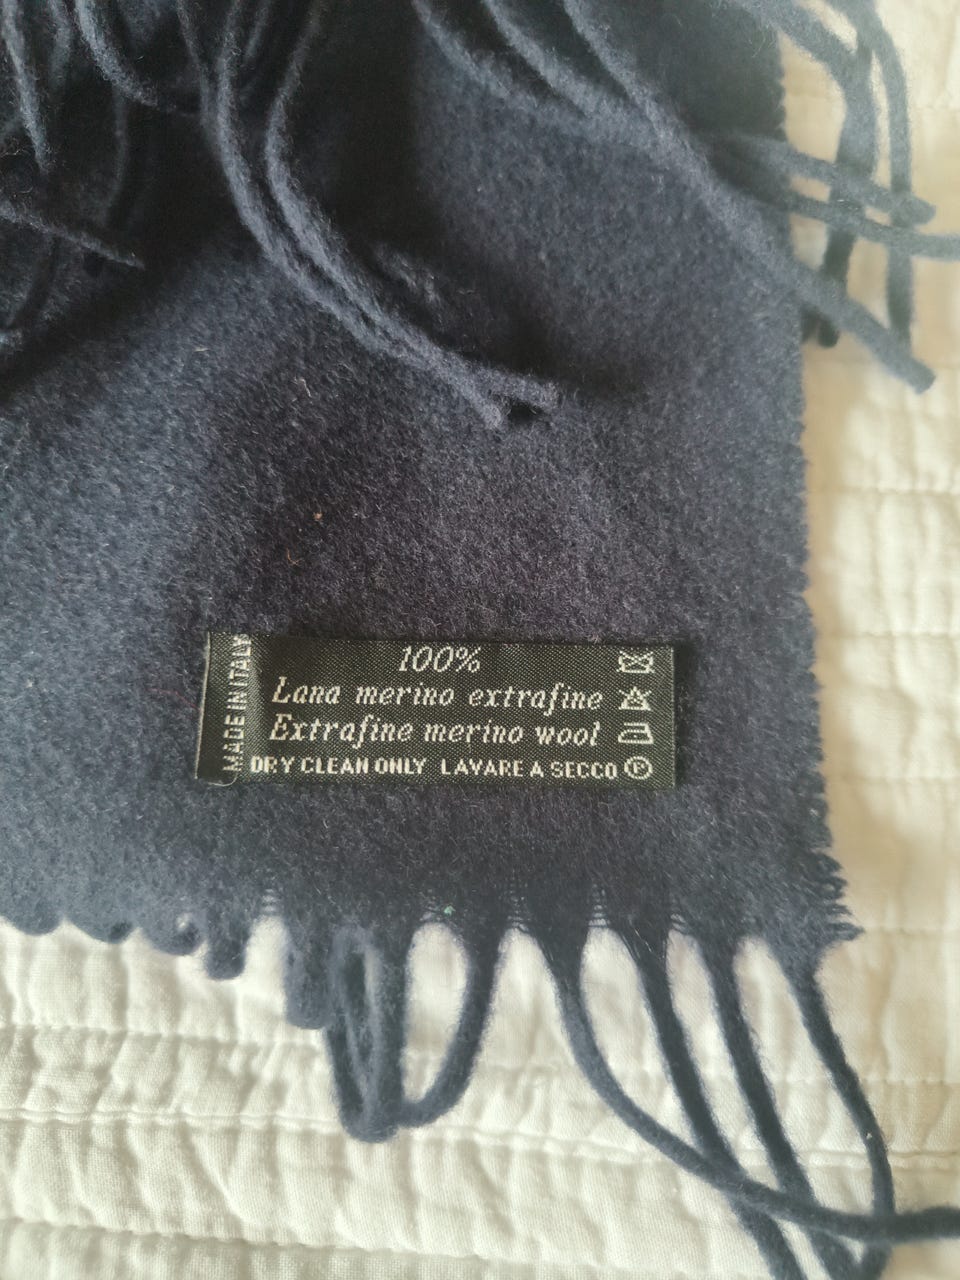 MADE IN ITALY
100%
Lana merino extrafine
Extrafine merino wool
DRY CLEAN ONLY LAVARE A SECCO Ⓟ